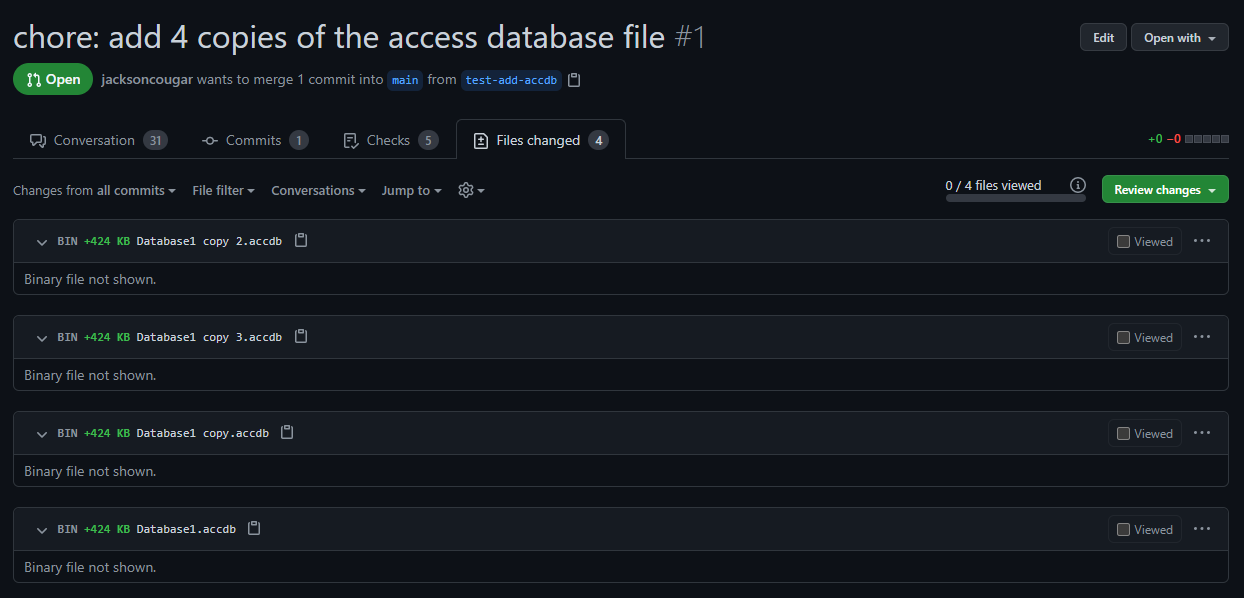 chore: add 4 copies of the access database file #1
Edit
Open with
Open
jacksoncougar wants to merge 1 commit into main from test-add-accdb
Conversation 31
Commits 1
Checks 5
Files changed 4
+0 −0
Changes from all commits
File filter
Conversations
Jump to
0 / 4 files viewed
Review changes
BIN +424 KB Database1 copy 2.accdb
Viewed
Binary file not shown.
BIN +424 KB Database1 copy 3.accdb
Viewed
Binary file not shown.
BIN +424 KB Database1 copy.accdb
Viewed
Binary file not shown.
BIN +424 KB Database1.accdb
Viewed
Binary file not shown.